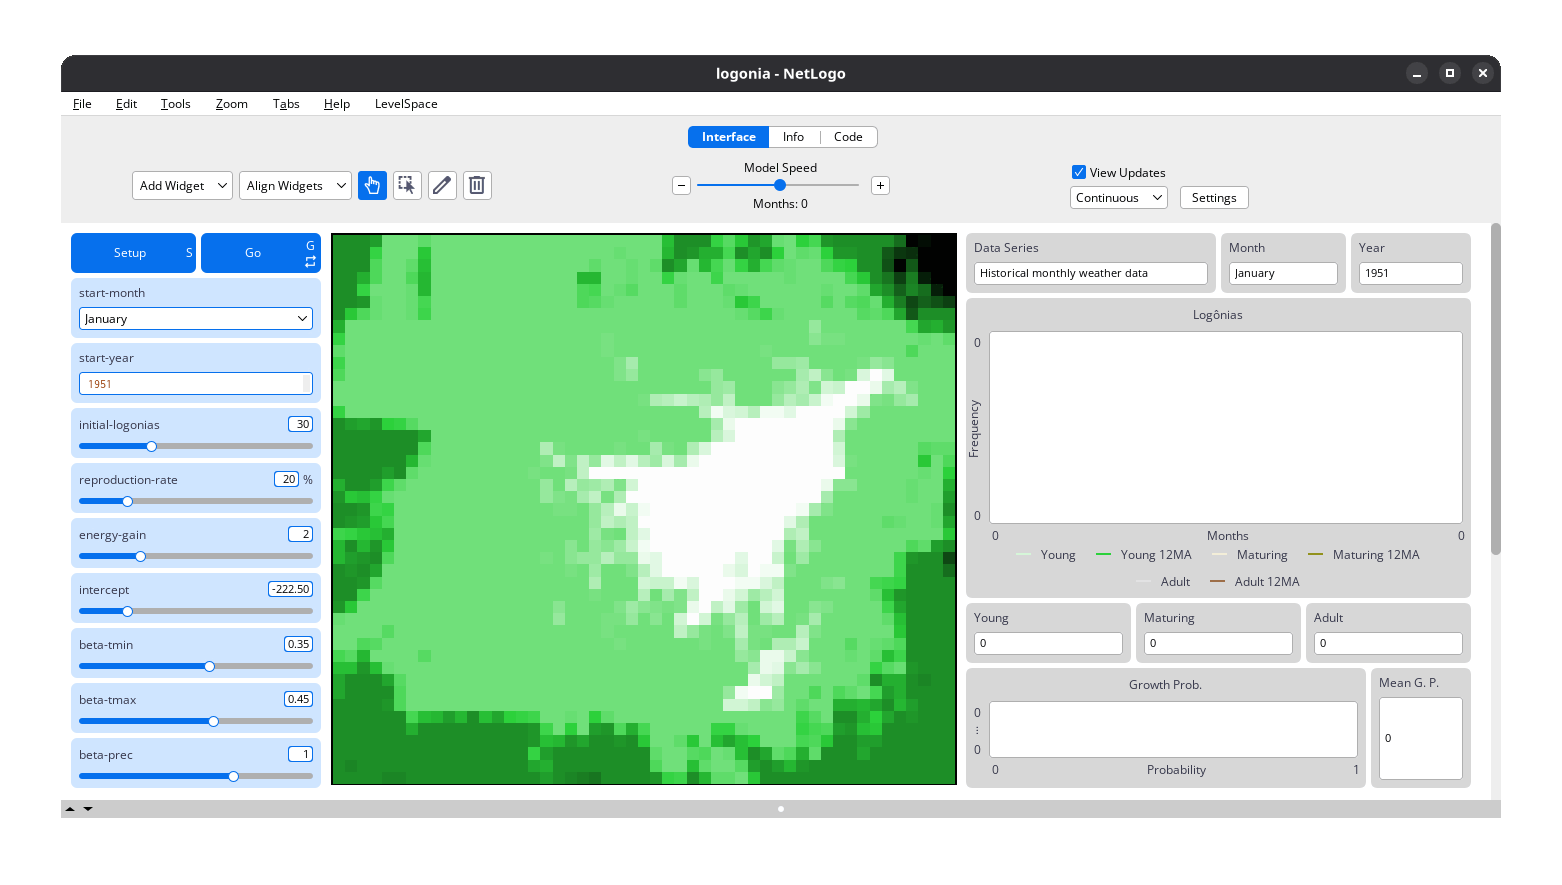 logonia - NetLogo
File Edit Tools Zoom Tabs Help LevelSpace
Interface Info Code
Add Widget Align Widgets
Model Speed
Months: 0
View Updates
Continuous Settings
Setup S Go G
start-month
January
start-year
1951
initial-logonias 30
reproduction-rate 20 %
energy-gain 2
intercept -222.50
beta-tmin 0.35
beta-tmax 0.45
beta-prec 1
Data Series Month Year
Historical monthly weather data January 1951
Logônias
0
Frequency
0
0 Months 0
Young Young 12MA Maturing Maturing 12MA
Adult Adult 12MA
Young Maturing Adult
0 0 0
Growth Prob.
0
0
0 Probability 1
Mean G. P.
0